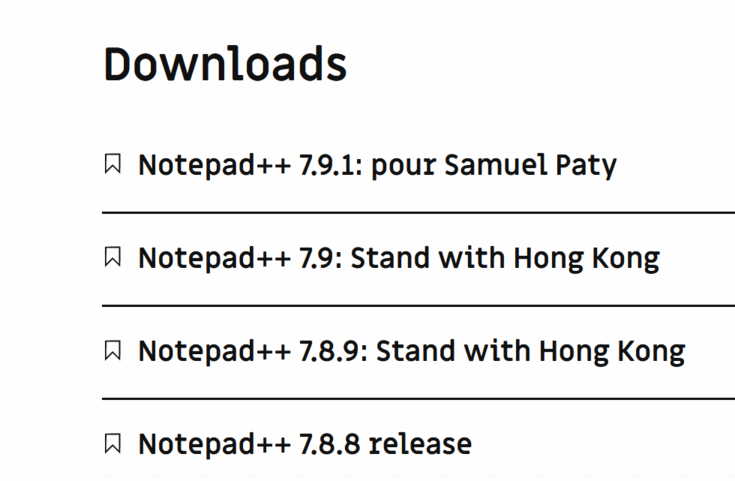 Downloads
Notepad++ 7.9.1: pour Samuel Paty
Notepad++ 7.9: Stand with Hong Kong
Notepad++ 7.8.9: Stand with Hong Kong
Notepad++ 7.8.8 release